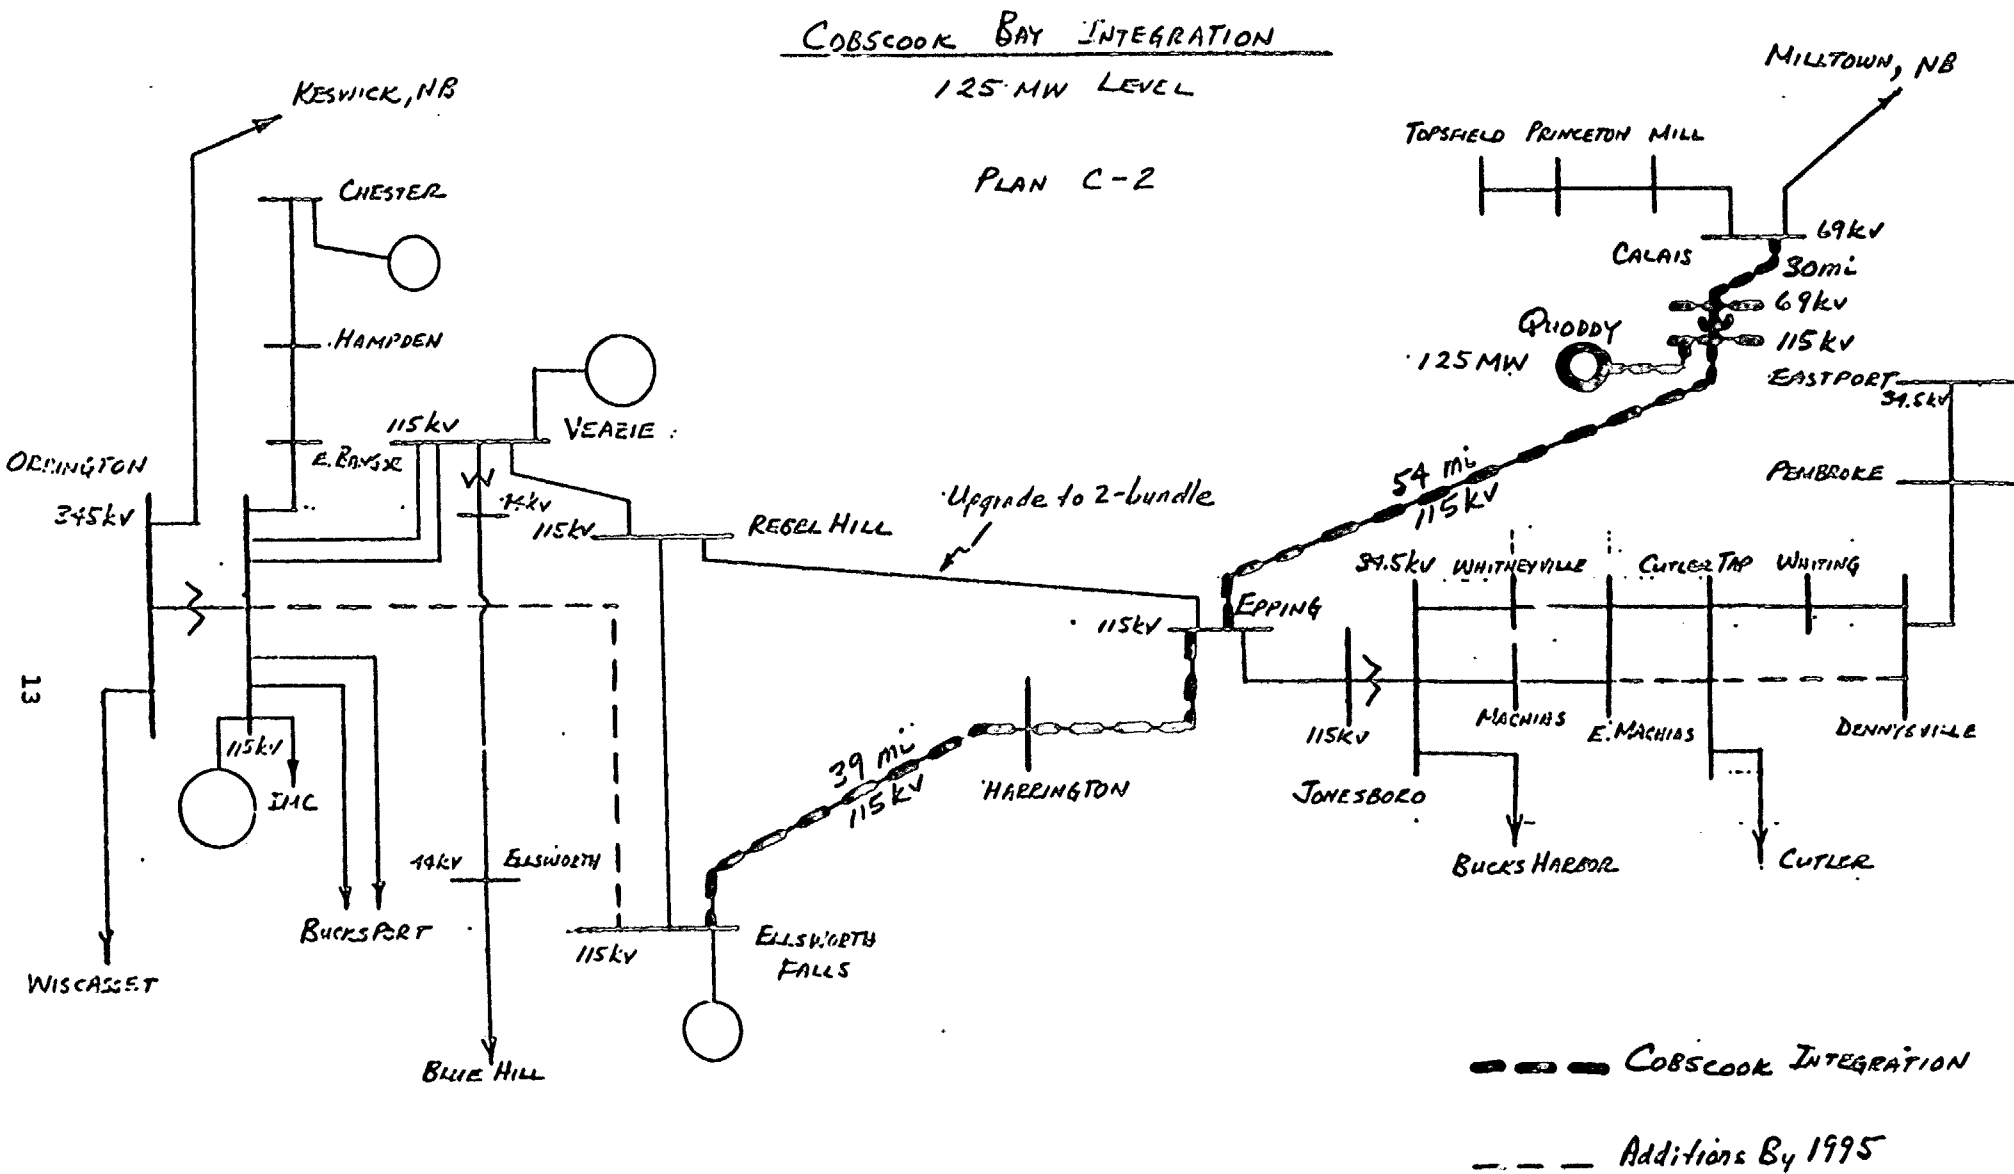 COBSCOOK BAY INTEGRATION
125 MW LEVEL
PLAN C-2
KESWICK, NB
MILLTOWN, NB
TOPSFIELD PRINCETON MILL
CHESTER
69kV
CALAIS
30mi
69kV
QUODDY
115kV
125 MW
HAMPDEN
EASTPORT
34.5kV
115kV
VEAZIE
E. BANGOR
ORRINGTON
345kV
54 mi
115kV
PEMBROKE
Upgrade to 2-bundle
115kV
REBEL HILL
34.5kV WHITNEYVILLE
CUTLER TAP WHITING
EPPING
115kV
13
115kV
MACHIAS
E. MACHIAS
DENNYSVILLE
115kV
39 mi
115kV
HARRINGTON
JONESBORO
IMC
44kV ELLSWORTH
BUCKS HARBOR
CUTLER
BUCKSPORT
115kV
ELLSWORTH
FALLS
WISCASSET
BLUE HILL
COBSCOOK INTEGRATION
Additions By 1995